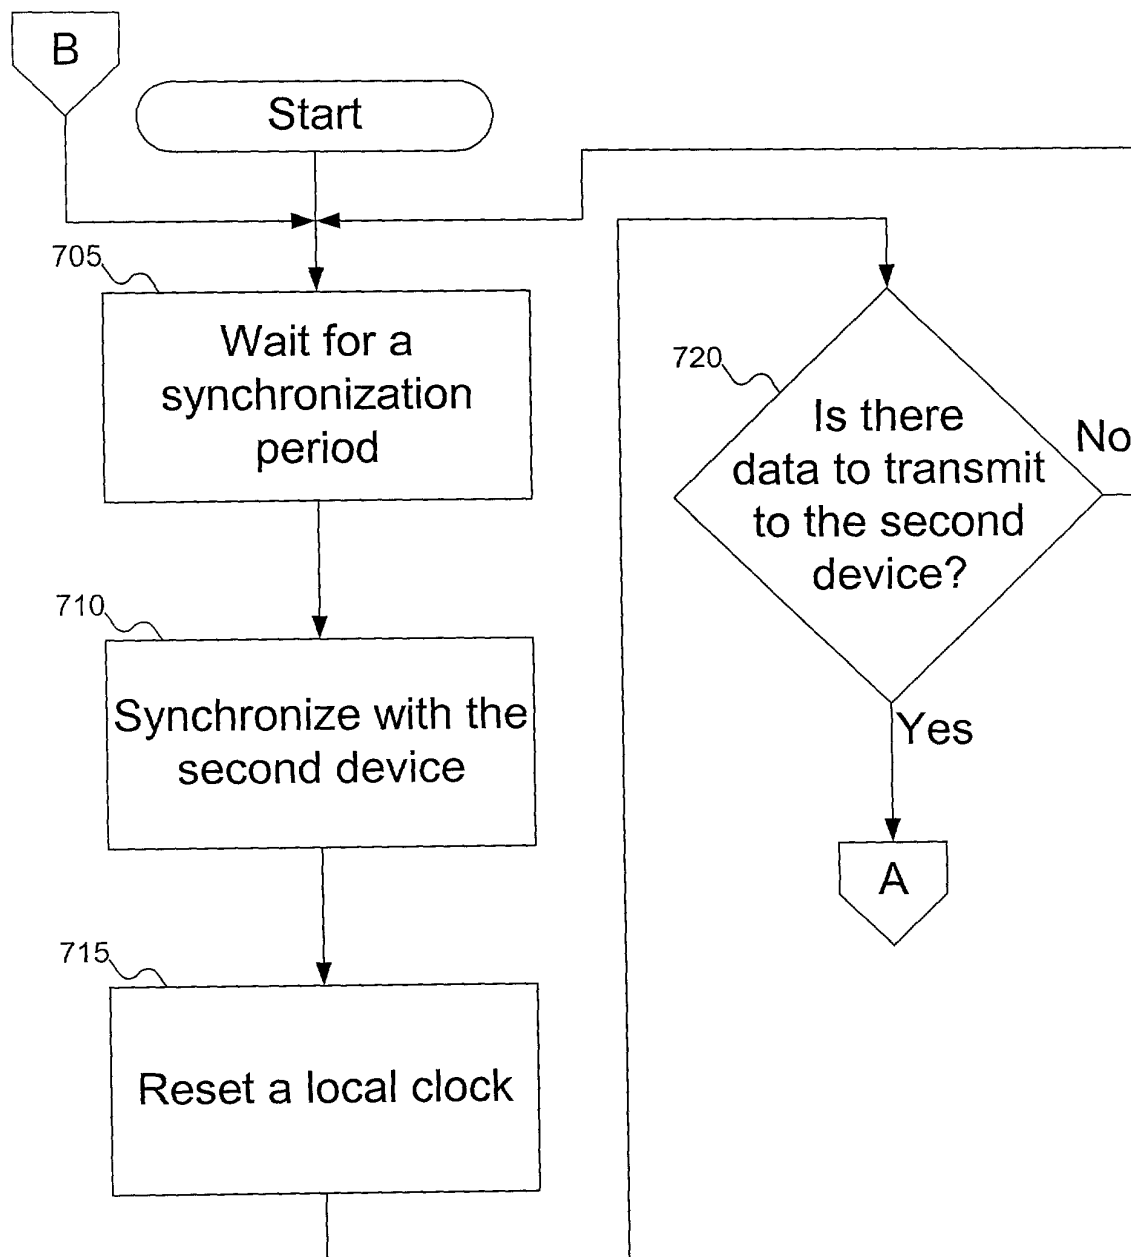 B
Start
705
Wait for a
synchronization
period
710
Synchronize with the
second device
715
Reset a local clock
720
Is there
data to transmit
to the second
device?
No
Yes
A